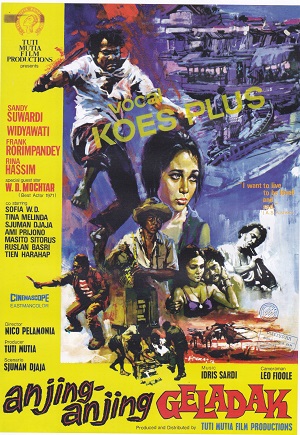 TUTI
MUTIA
FILM
PRODUCTIONS
presents
SANDY
SUWARDI
WIDYAWATI
FRANK
RORIMPANDEY
RINA
HASSIM
special guest star
W.D. MOCHTAR
(Best Actor 1971)
co starring
SOFIA W.D.
TINA MELINDA
SJUMAN DJAJA
AMI PRIJONO
MASITO SITORUS
RUSLAN BASRI
TIEN HARAHAP
CINEMASCOPE
EASTMANCOLOR
Director
NICO PELAMONIA
Producer
TUTI MUTIA
Scenario
SJUMAN DJAJA
vocal
KOES PLUS
I want to live
Music
IDRIS SARDI
Cameraman
LEO FIOOLE
anjing-
anjing GELADAK
Produced and Distributed by TUTI MUTIA FILM PRODUCTIONS